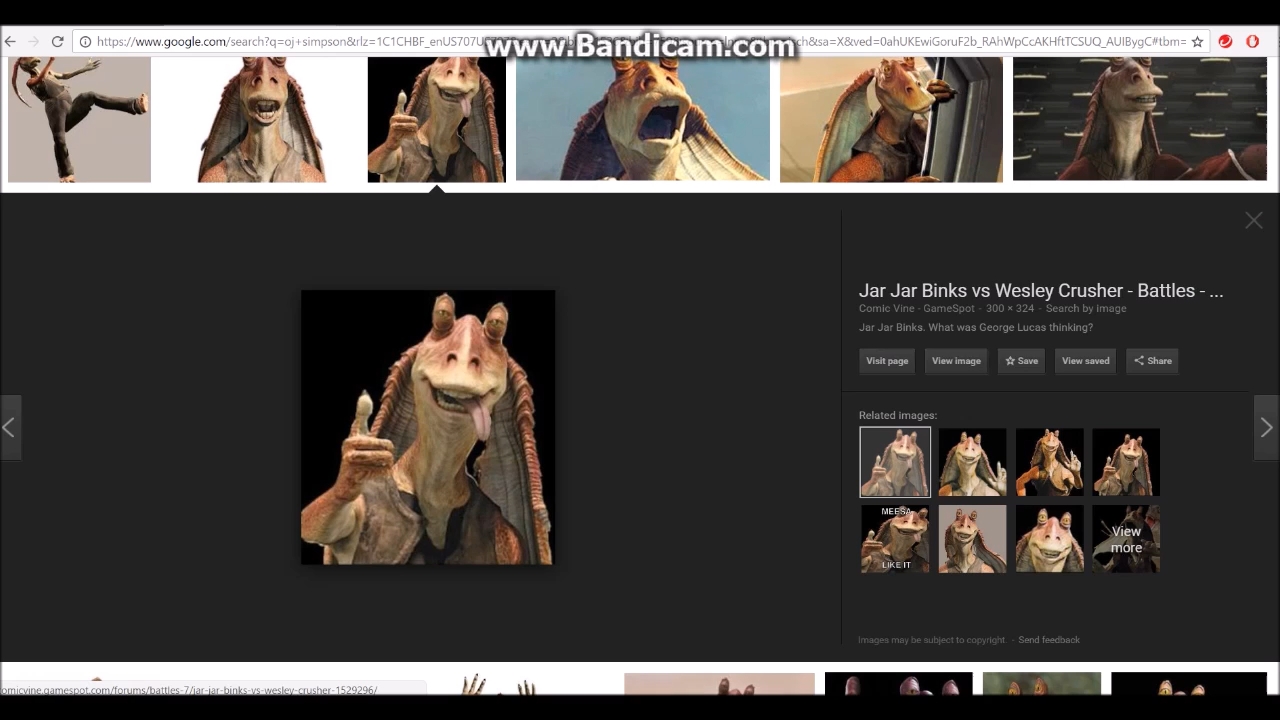 https://www.google.com/search?q=oj+simpson&rlz=1C1CHBF_enUS707U
www.Bandicam.com
&sa=X&ved=0ahUKEwiGoruF2b_RAhWpCcAKHftTCSUQ_AUIBygC#tbm=
Jar Jar Binks vs Wesley Crusher - Battles - ...
Comic Vine - GameSpot - 300 × 324 - Search by image
Jar Jar Binks. What was George Lucas thinking?
Visit page View image Save View saved Share
Related images:
MEESA
LIKE IT
View
more
Images may be subject to copyright. - Send feedback
omicvine.gamespot.com/forums/battles-7/jar-jar-binks-vs-wesley-crusher-1529296/